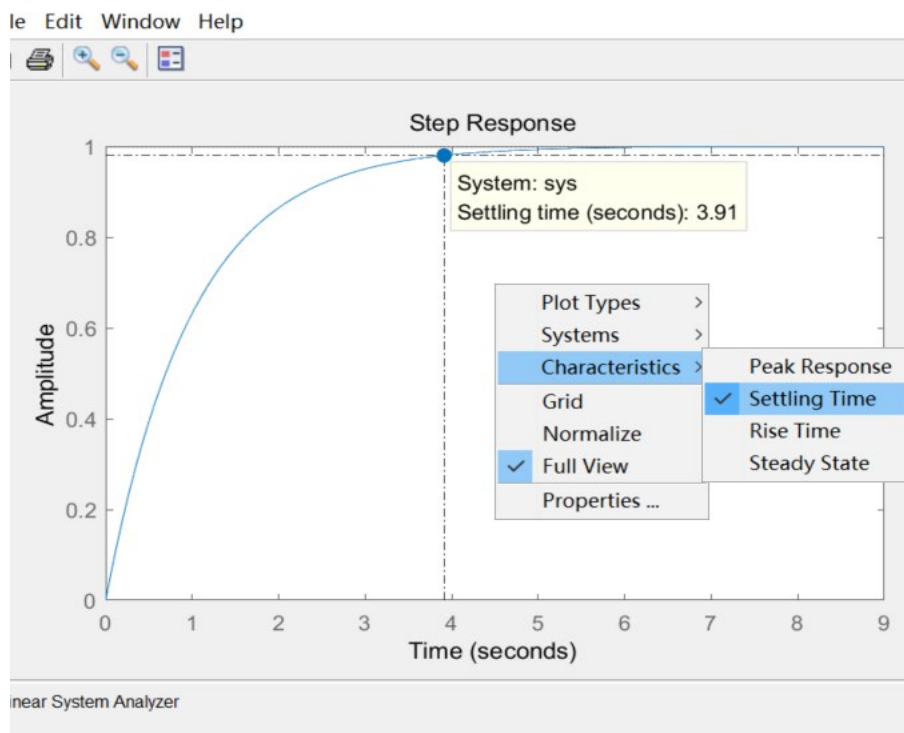 le Edit Window Help
Step Response
1
0.8
0.6
0.4
0.2
0
Amplitude
System: sys
Settling time (seconds): 3.91
Plot Types
Systems
Characteristics
Grid
Normalize
Full View
Properties ...
Peak Response
Settling Time
Rise Time
Steady State
0 1 2 3 4 5 6 7 8 9
Time (seconds)
inear System Analyzer